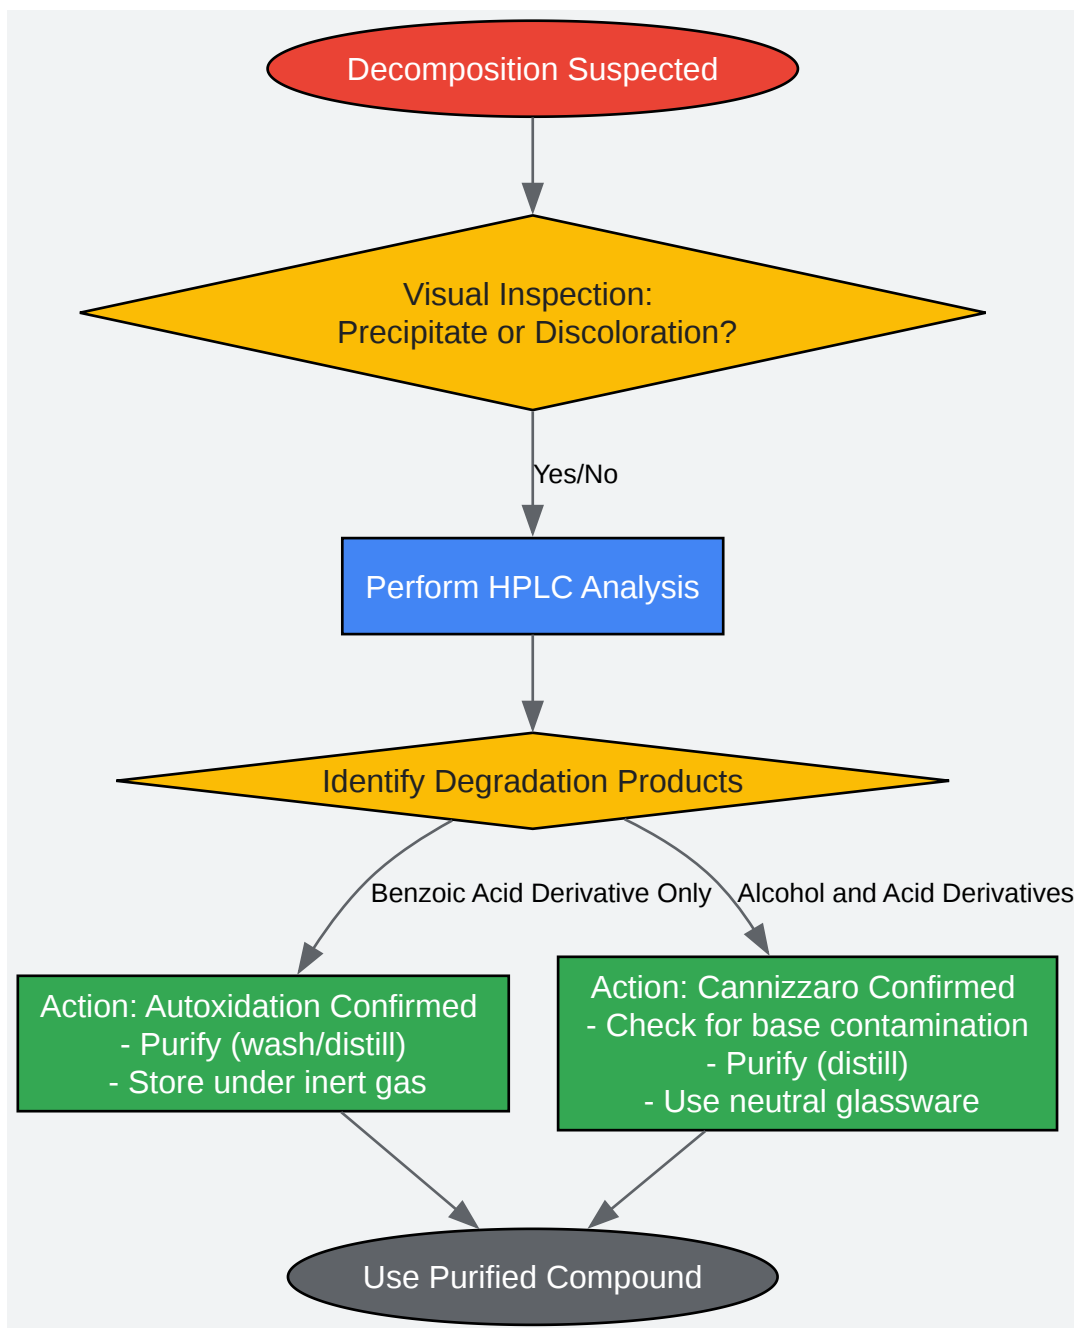 Decomposition Suspected
Visual Inspection:
Precipitate or Discoloration?
Yes/No
Perform HPLC Analysis
Identify Degradation Products
Benzoic Acid Derivative Only
Alcohol and Acid Derivatives
Action: Autoxidation Confirmed
- Purify (wash/distill)
- Store under inert gas
Action: Cannizzaro Confirmed
- Check for base contamination
- Purify (distill)
- Use neutral glassware
Use Purified Compound